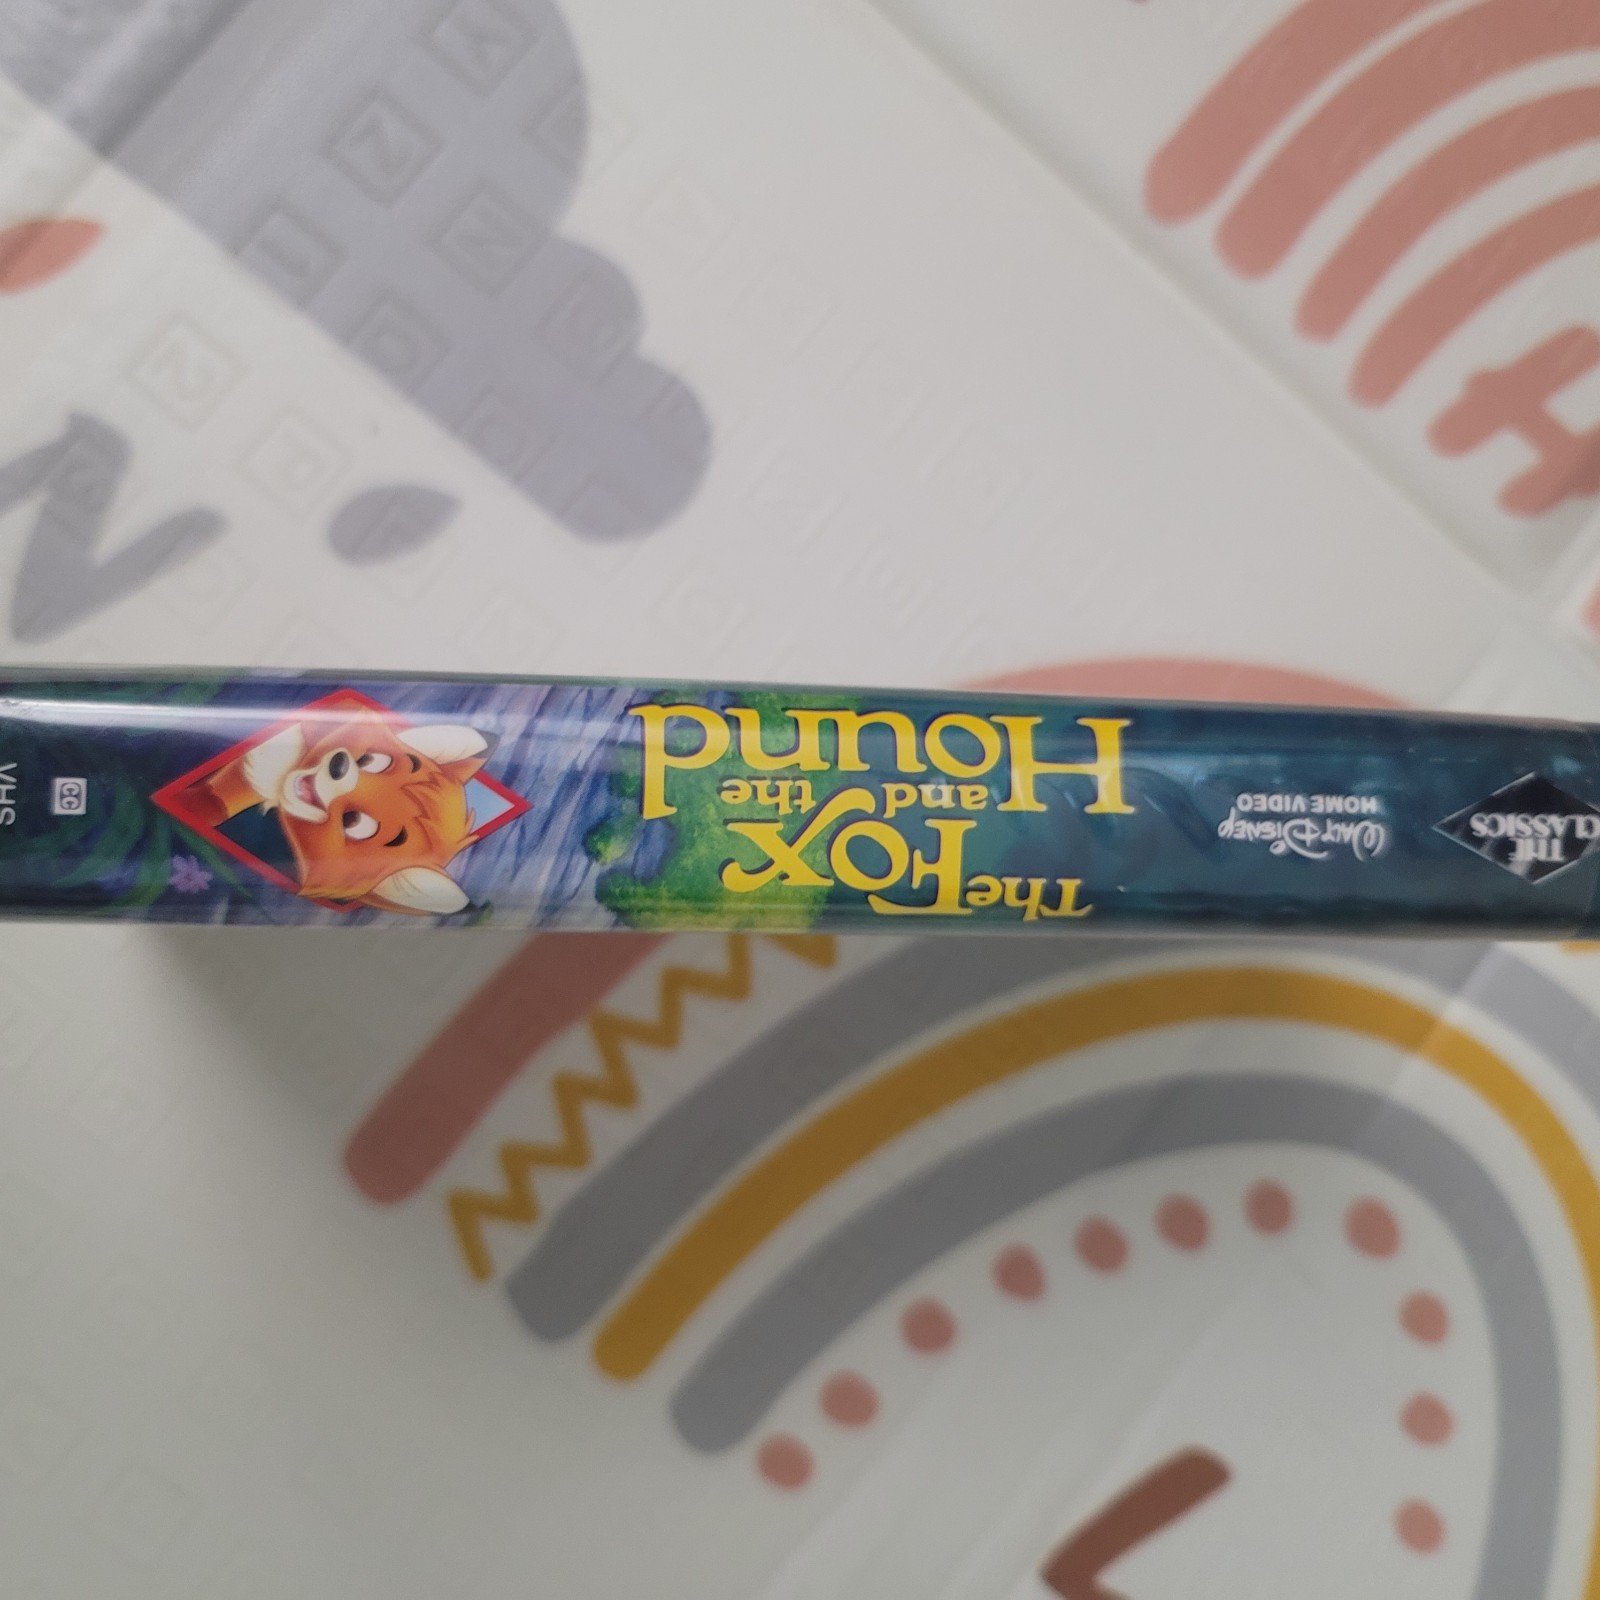 THE
CLASSICS
WALT DISNEY
HOME VIDEO
The Fox
and the
Hound
CC
VHS